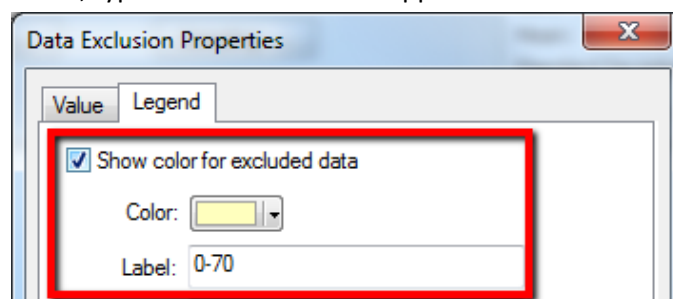 Data Exclusion Properties
Value Legend
Show color for excluded data
Color:
Label: 0-70